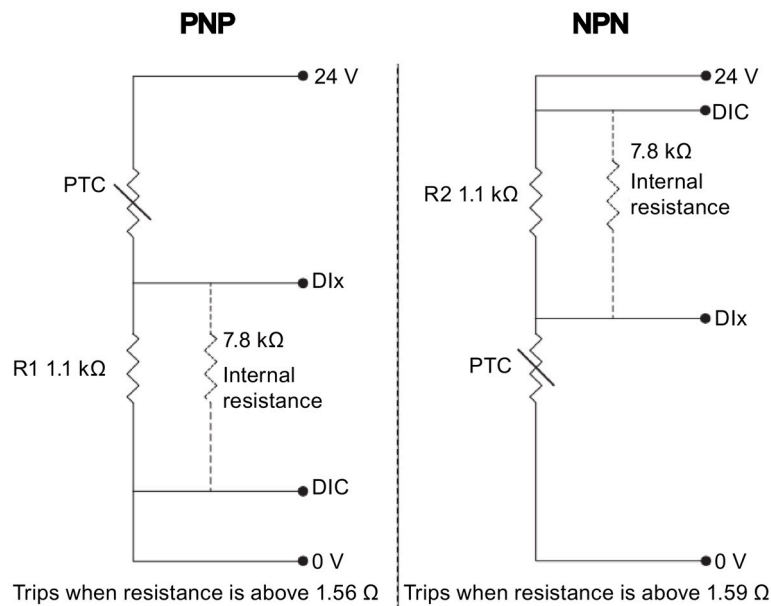 PNP
24 V
PTC
DIx
7.8 kΩ
R1 1.1 kΩ
Internal
resistance
DIC
0 V
Trips when resistance is above 1.56 Ω
NPN
24 V
DIC
7.8 kΩ
R2 1.1 kΩ
Internal
resistance
DIx
PTC
0 V
Trips when resistance is above 1.59 Ω